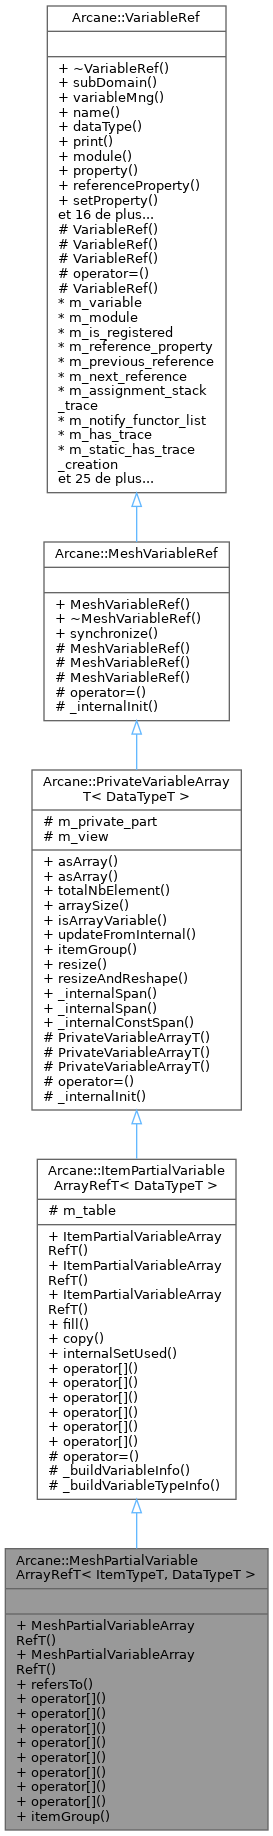 Arcane::VariableRef
+ ~VariableRef()
+ subDomain()
+ variableMng()
+ name()
+ dataType()
+ print()
+ module()
+ property()
+ referenceProperty()
+ setProperty()
et 16 de plus...
# VariableRef()
# VariableRef()
# VariableRef()
# operator=()
# VariableRef()
* m_variable
* m_module
* m_is_registered
* m_reference_property
* m_previous_reference
* m_next_reference
* m_assignment_stack
_trace
* m_notify_functor_list
* m_has_trace
* m_static_has_trace
_creation
et 25 de plus...
Arcane::MeshVariableRef
+ MeshVariableRef()
+ ~MeshVariableRef()
+ synchronize()
# MeshVariableRef()
# MeshVariableRef()
# MeshVariableRef()
# operator=()
# _internalInit()
Arcane::PrivateVariableArray
T< DataTypeT >
# m_private_part
# m_view
+ asArray()
+ asArray()
+ totalNbElement()
+ arraySize()
+ isArrayVariable()
+ updateFromInternal()
+ itemGroup()
+ resize()
+ resizeAndReshape()
+ _internalSpan()
+ _internalSpan()
+ _internalConstSpan()
# PrivateVariableArrayT()
# PrivateVariableArrayT()
# PrivateVariableArrayT()
# operator=()
# _internalInit()
Arcane::ItemPartialVariable
ArrayRefT< DataTypeT >
# m_table
+ ItemPartialVariableArray
RefT()
+ ItemPartialVariableArray
RefT()
+ ItemPartialVariableArray
RefT()
+ fill()
+ copy()
+ internalSetUsed()
+ operator[]()
+ operator[]()
+ operator[]()
+ operator[]()
+ operator[]()
+ operator[]()
# operator=()
# _buildVariableInfo()
# _buildVariableTypeInfo()
Arcane::MeshPartialVariable
ArrayRefT< ItemTypeT, DataTypeT >
+ MeshPartialVariableArray
RefT()
+ MeshPartialVariableArray
RefT()
+ refersTo()
+ operator[]()
+ operator[]()
+ operator[]()
+ operator[]()
+ operator[]()
+ operator[]()
+ operator[]()
+ operator[]()
+ itemGroup()